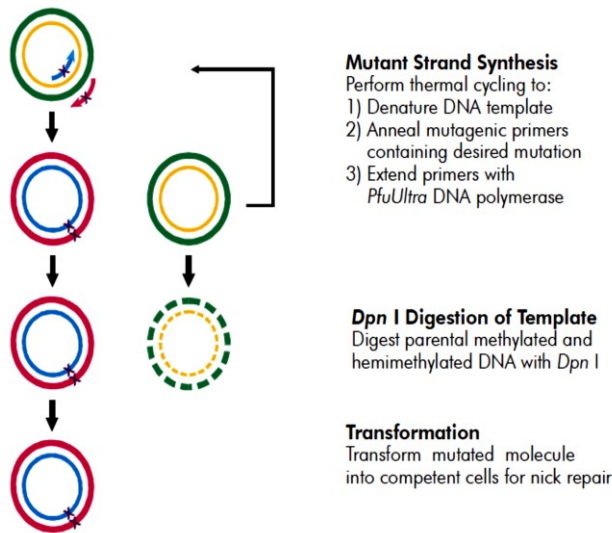 Mutant Strand Synthesis
Perform thermal cycling to:
1) Denature DNA template
2) Anneal mutagenic primers
containing desired mutation
3) Extend primers with
PfuUltra DNA polymerase
Dpn I Digestion of Template
Digest parental methylated and
hemimethylated DNA with Dpn I
Transformation
Transform mutated molecule
into competent cells for nick repair